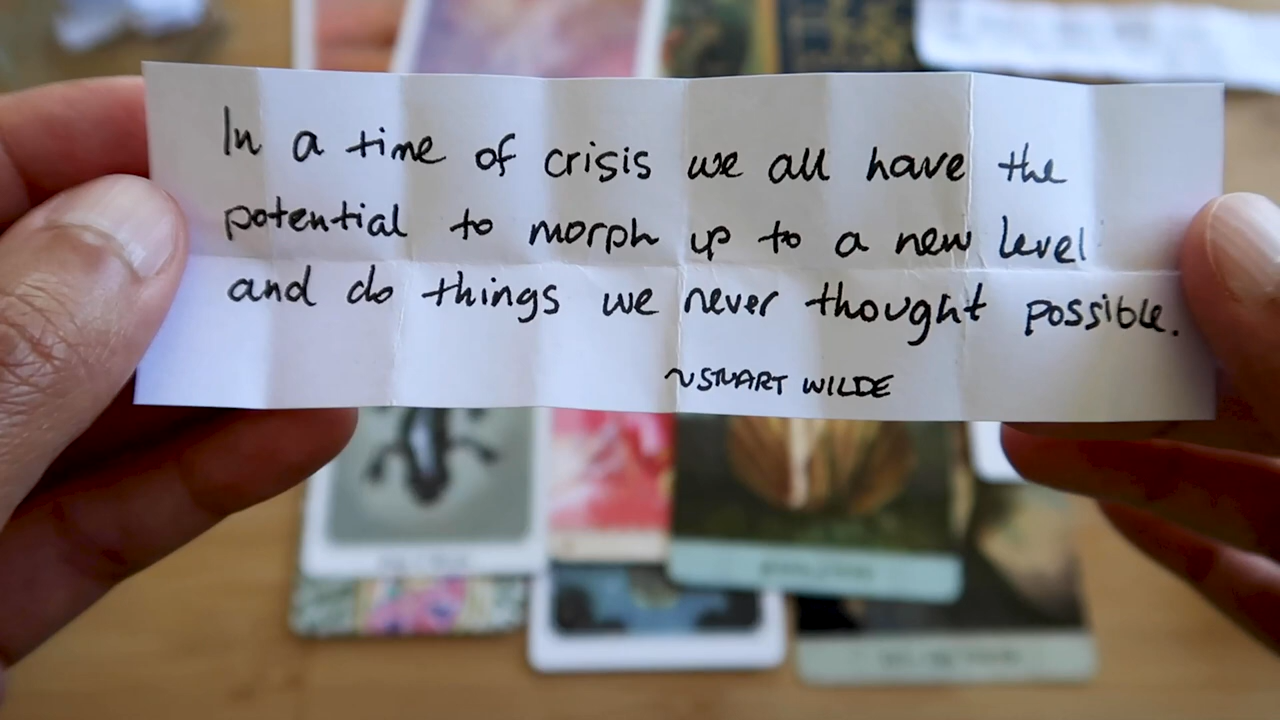 In a time of crisis we all have the
potential to morph up to a new level
and do things we never thought possible.
~STUART WILDE